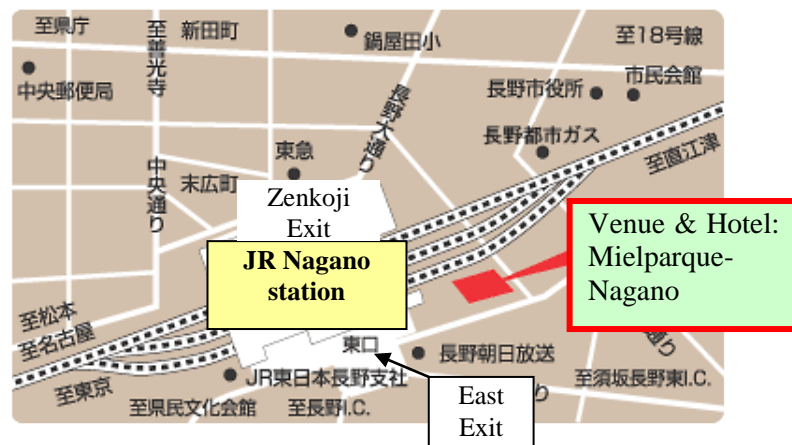 至県庁
至善光寺
新田町
鍋屋田小
至18号線
中央郵便局
長野大通り
長野市役所
市民会館
長野都市ガス
東急
中央通り
末広町
至直江津
Zenkoji
Exit
JR Nagano
station
Venue & Hotel:
Mielparque-
Nagano
至松本
至名古屋
東口
長野朝日放送
通り
至東京
JR東日本長野支社
至須坂長野東I.C.
至県民文化会館
至長野I.C.
East
Exit
り